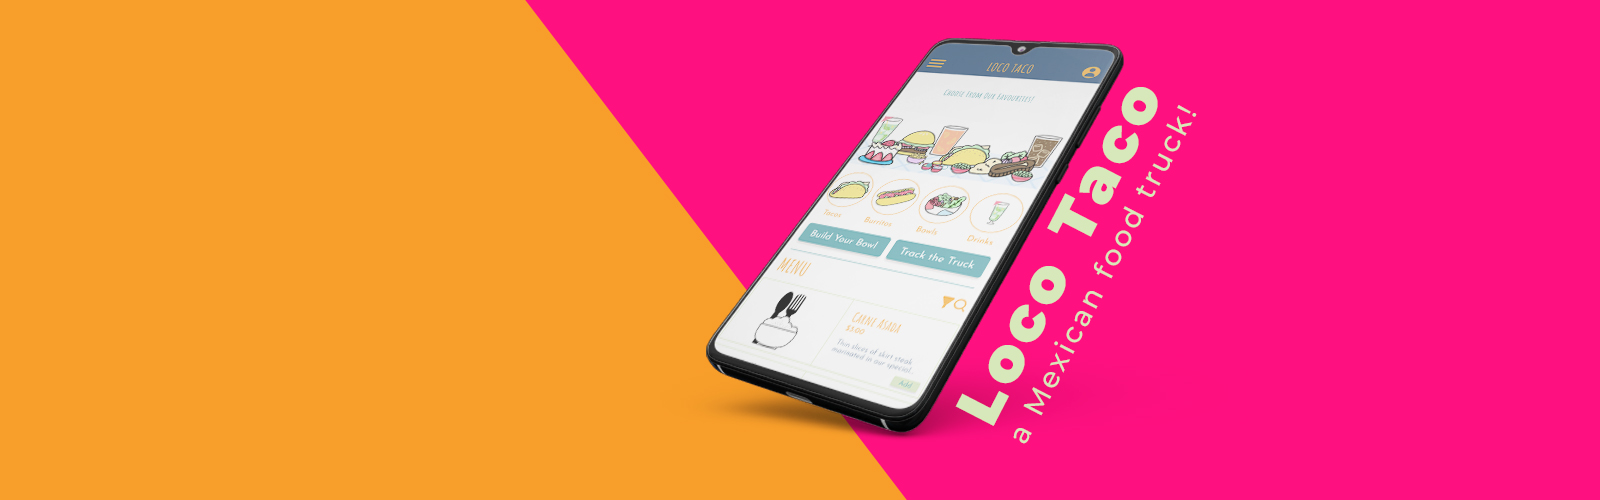 LOCO TACO
CHOOSE FROM OUR FAVOURITES!
Tacos
Burritos
Bowls
Drinks
Build Your Bowl
Track the Truck
MENU
CARNE ASADA
$3.00
Thin slices of skirt steak
marinated in our special...
Add
Loco Taco
a Mexican food truck!